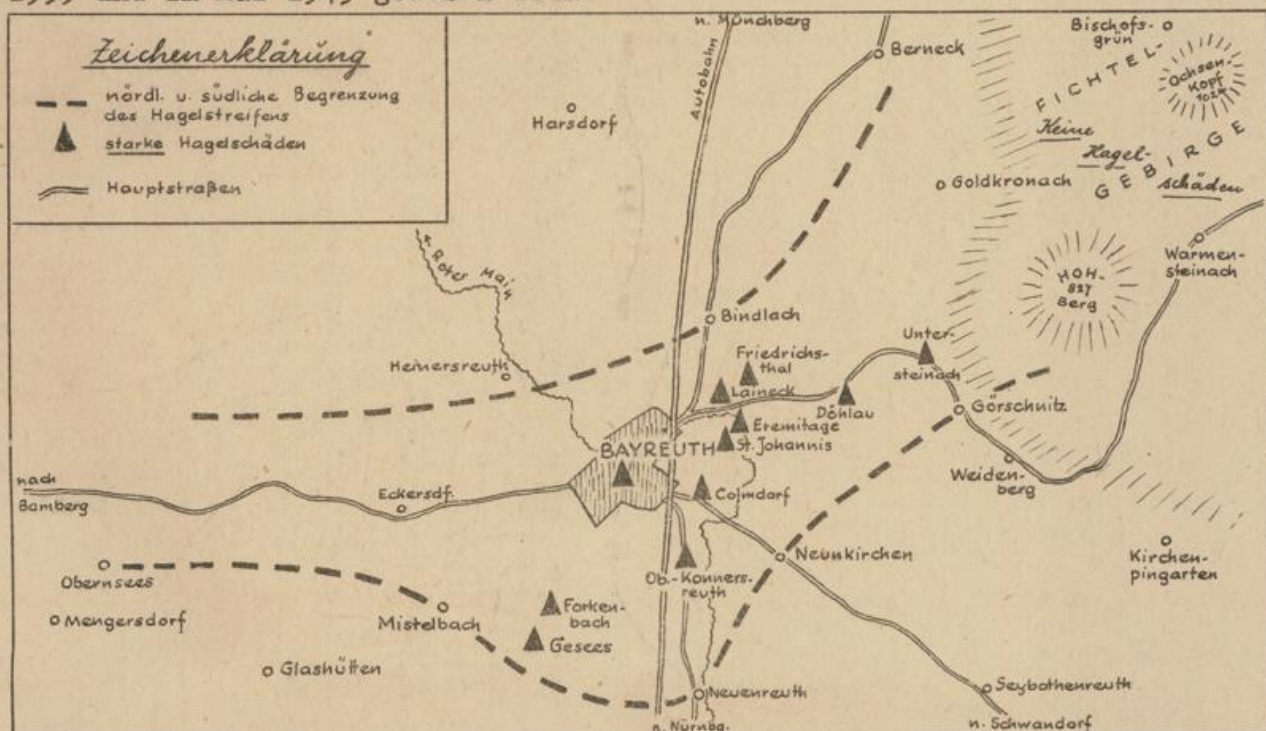 Zeichenerklärung
nördl. u. südliche Begrenzung
des Hagelstreifens
starke Hagelschäden
Hauptstraßen
n. Münchberg
Autobahn
Berneck
Bischofs-
grün
Ochsen-
Kopf
1024
FICHTEL-
GEBIRGE
Keine
Hagel-
schäden
Harsdorf
Goldkronach
Warmen-
steinach
HOH-
827
Berg
Roter Main
Bindlach
Heinersreuth
Friedrichs-
thal
Laineck
Unter-
steinach
Döhlau
Görschnitz
Eremitage
St. Johannis
BAYREUTH
Weiden-
berg
nach
Bamberg
Eckersdf.
Colmdorf
Neunkirchen
Kirchen-
pingarten
Obernsees
Ob.-Konners-
reuth
Mengersdorf
Mistelbach
Forken-
bach
Gesees
Glashütten
Neuenreuth
Seybothenreuth
n. Nürnbg.
n. Schwandorf